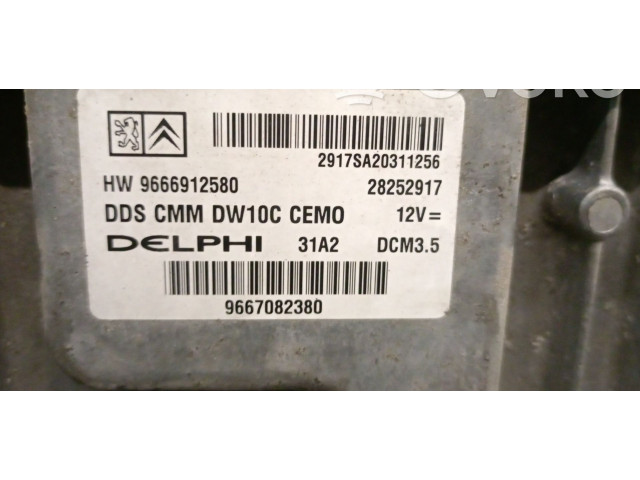 2917SA20311256
HW 9666912580 28252917
DDS CMM DW10C CEMO 12V=
DELPHI 31A2 DCM3.5
9667082380